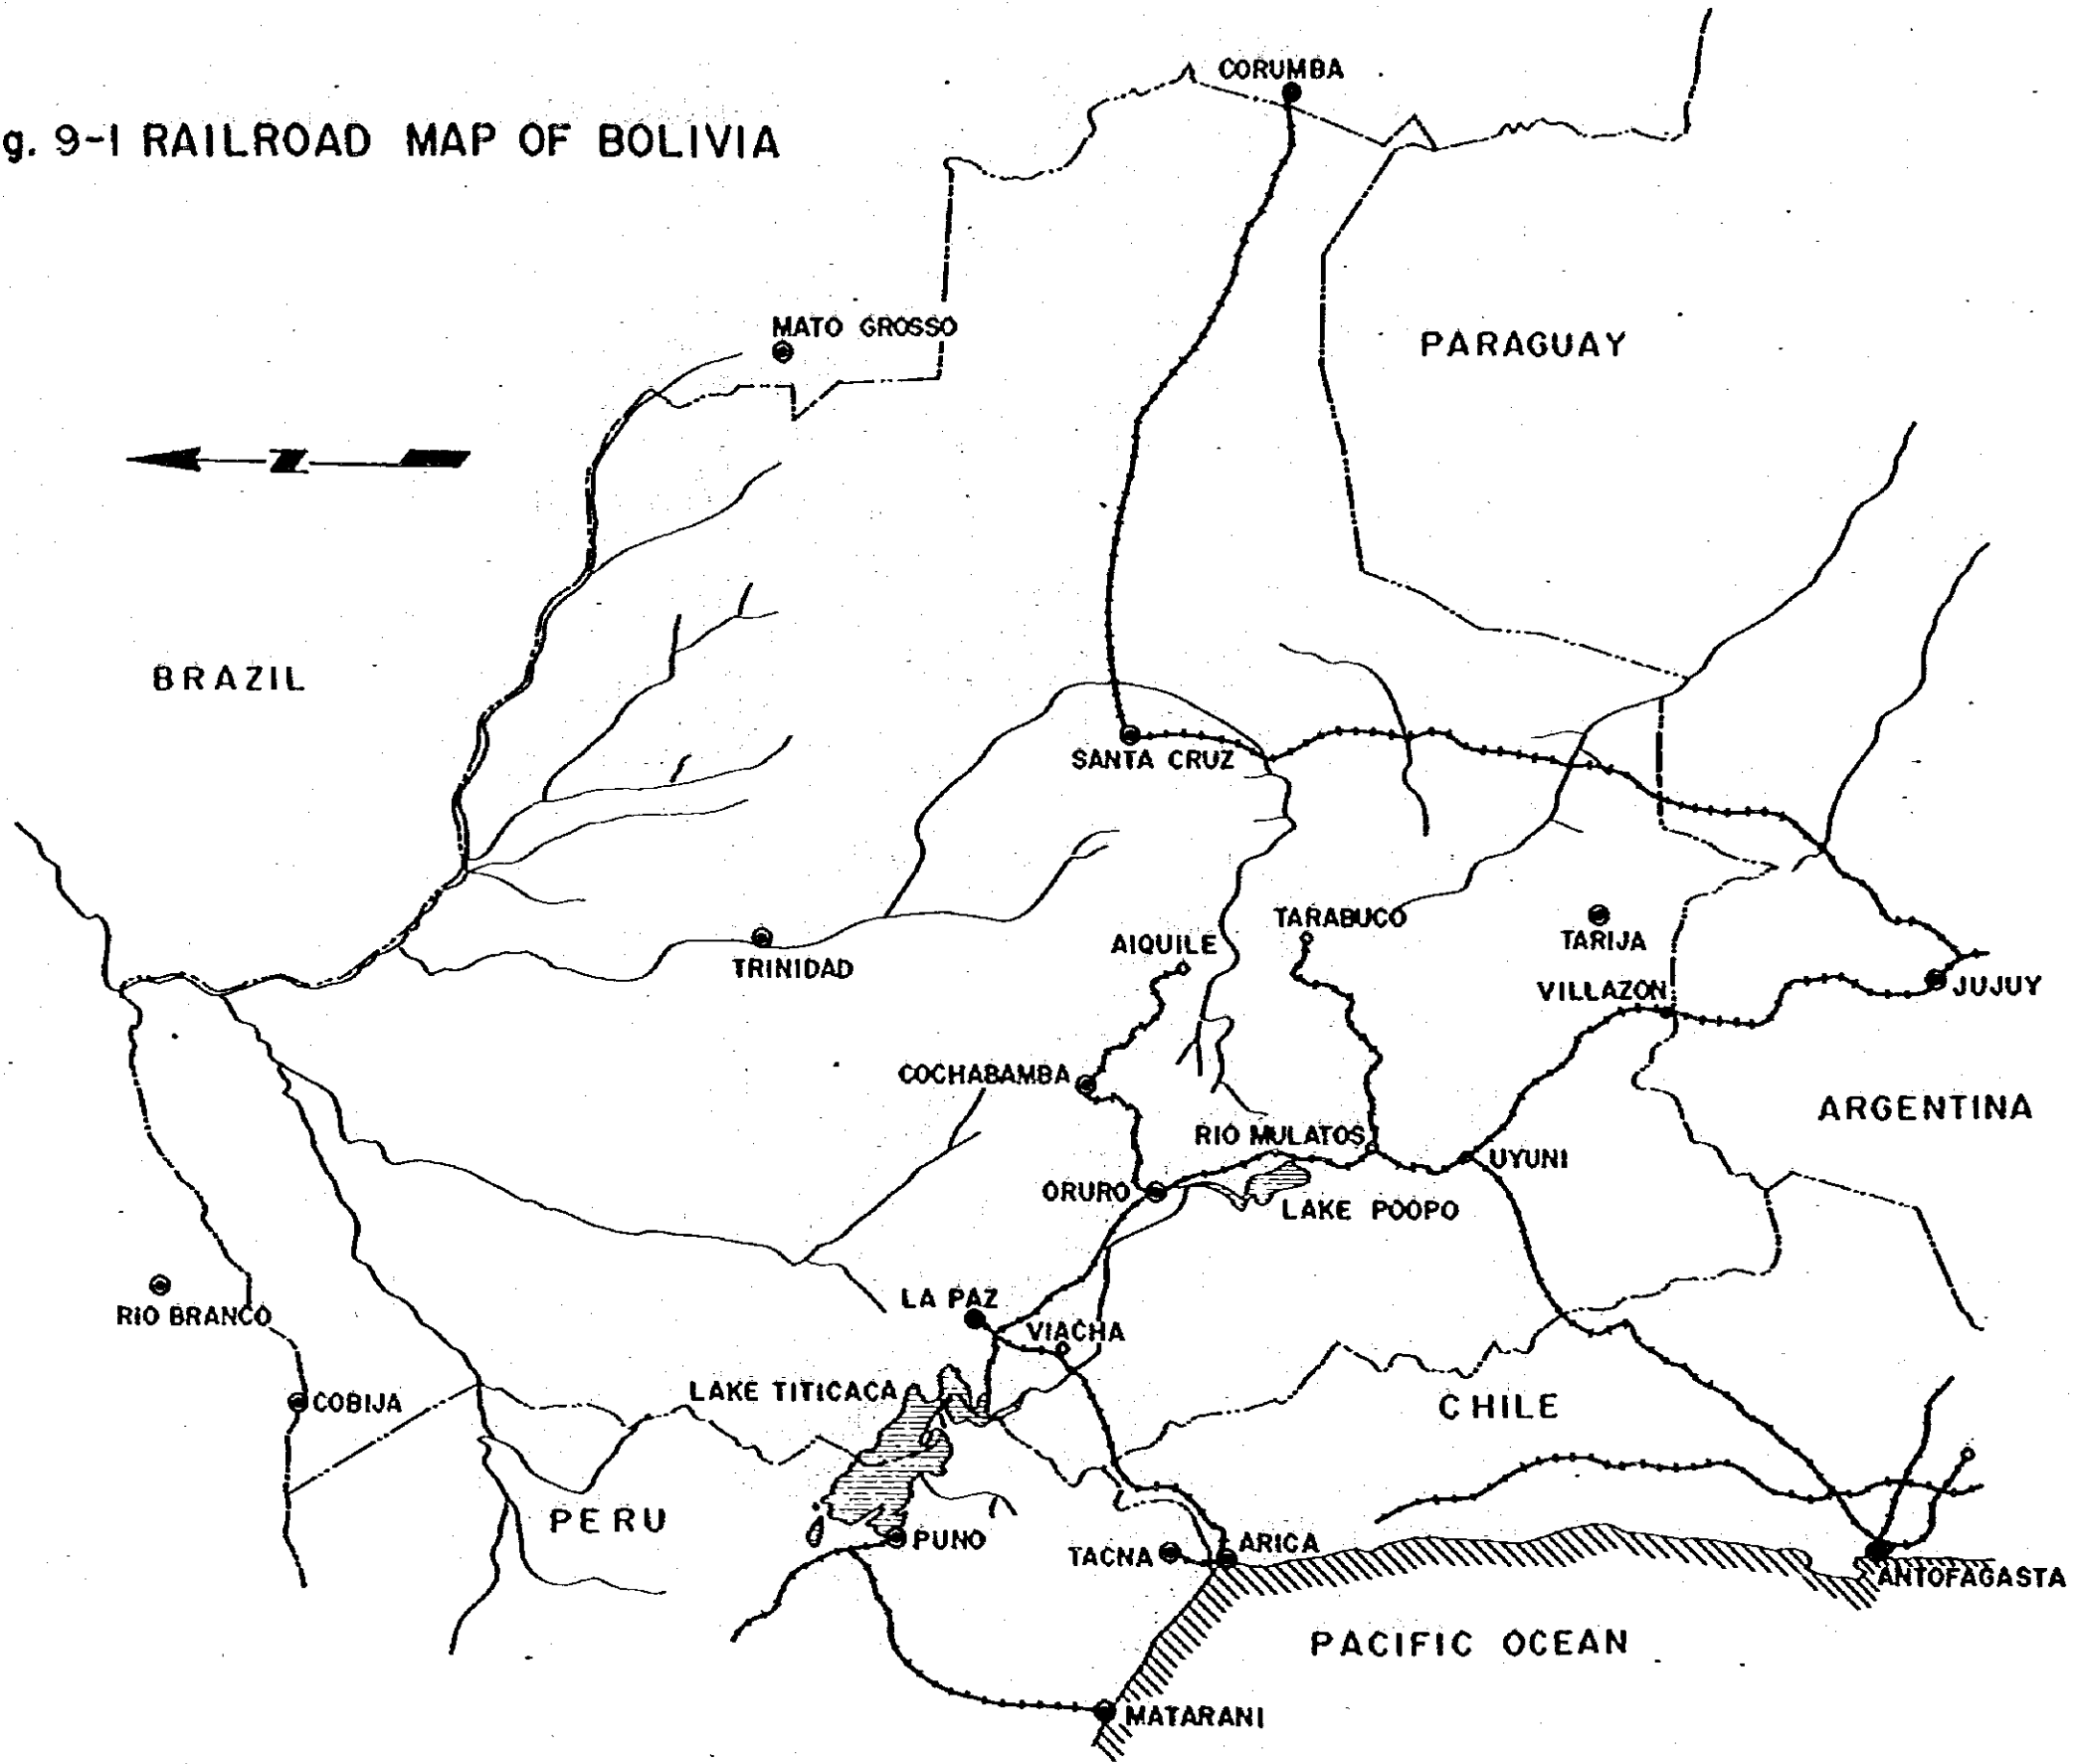 CORUMBA
g. 9-1 RAILROAD MAP OF BOLIVIA
MATO GROSSO
PARAGUAY
N
BRAZIL
SANTA CRUZ
TARABUCO
AIQUILE
TARIJA
TRINIDAD
VILLAZON
JUJUY
COCHABAMBA
ARGENTINA
RIO MULATOS
UYUNI
ORURO
LAKE POOPO
LA PAZ
RIO BRANCO
VIACHA
LAKE TITICACA
COBIJA
CHILE
PERU
PUNO
ARICA
TACNA
ANTOFAGASTA
PACIFIC OCEAN
MATARANI